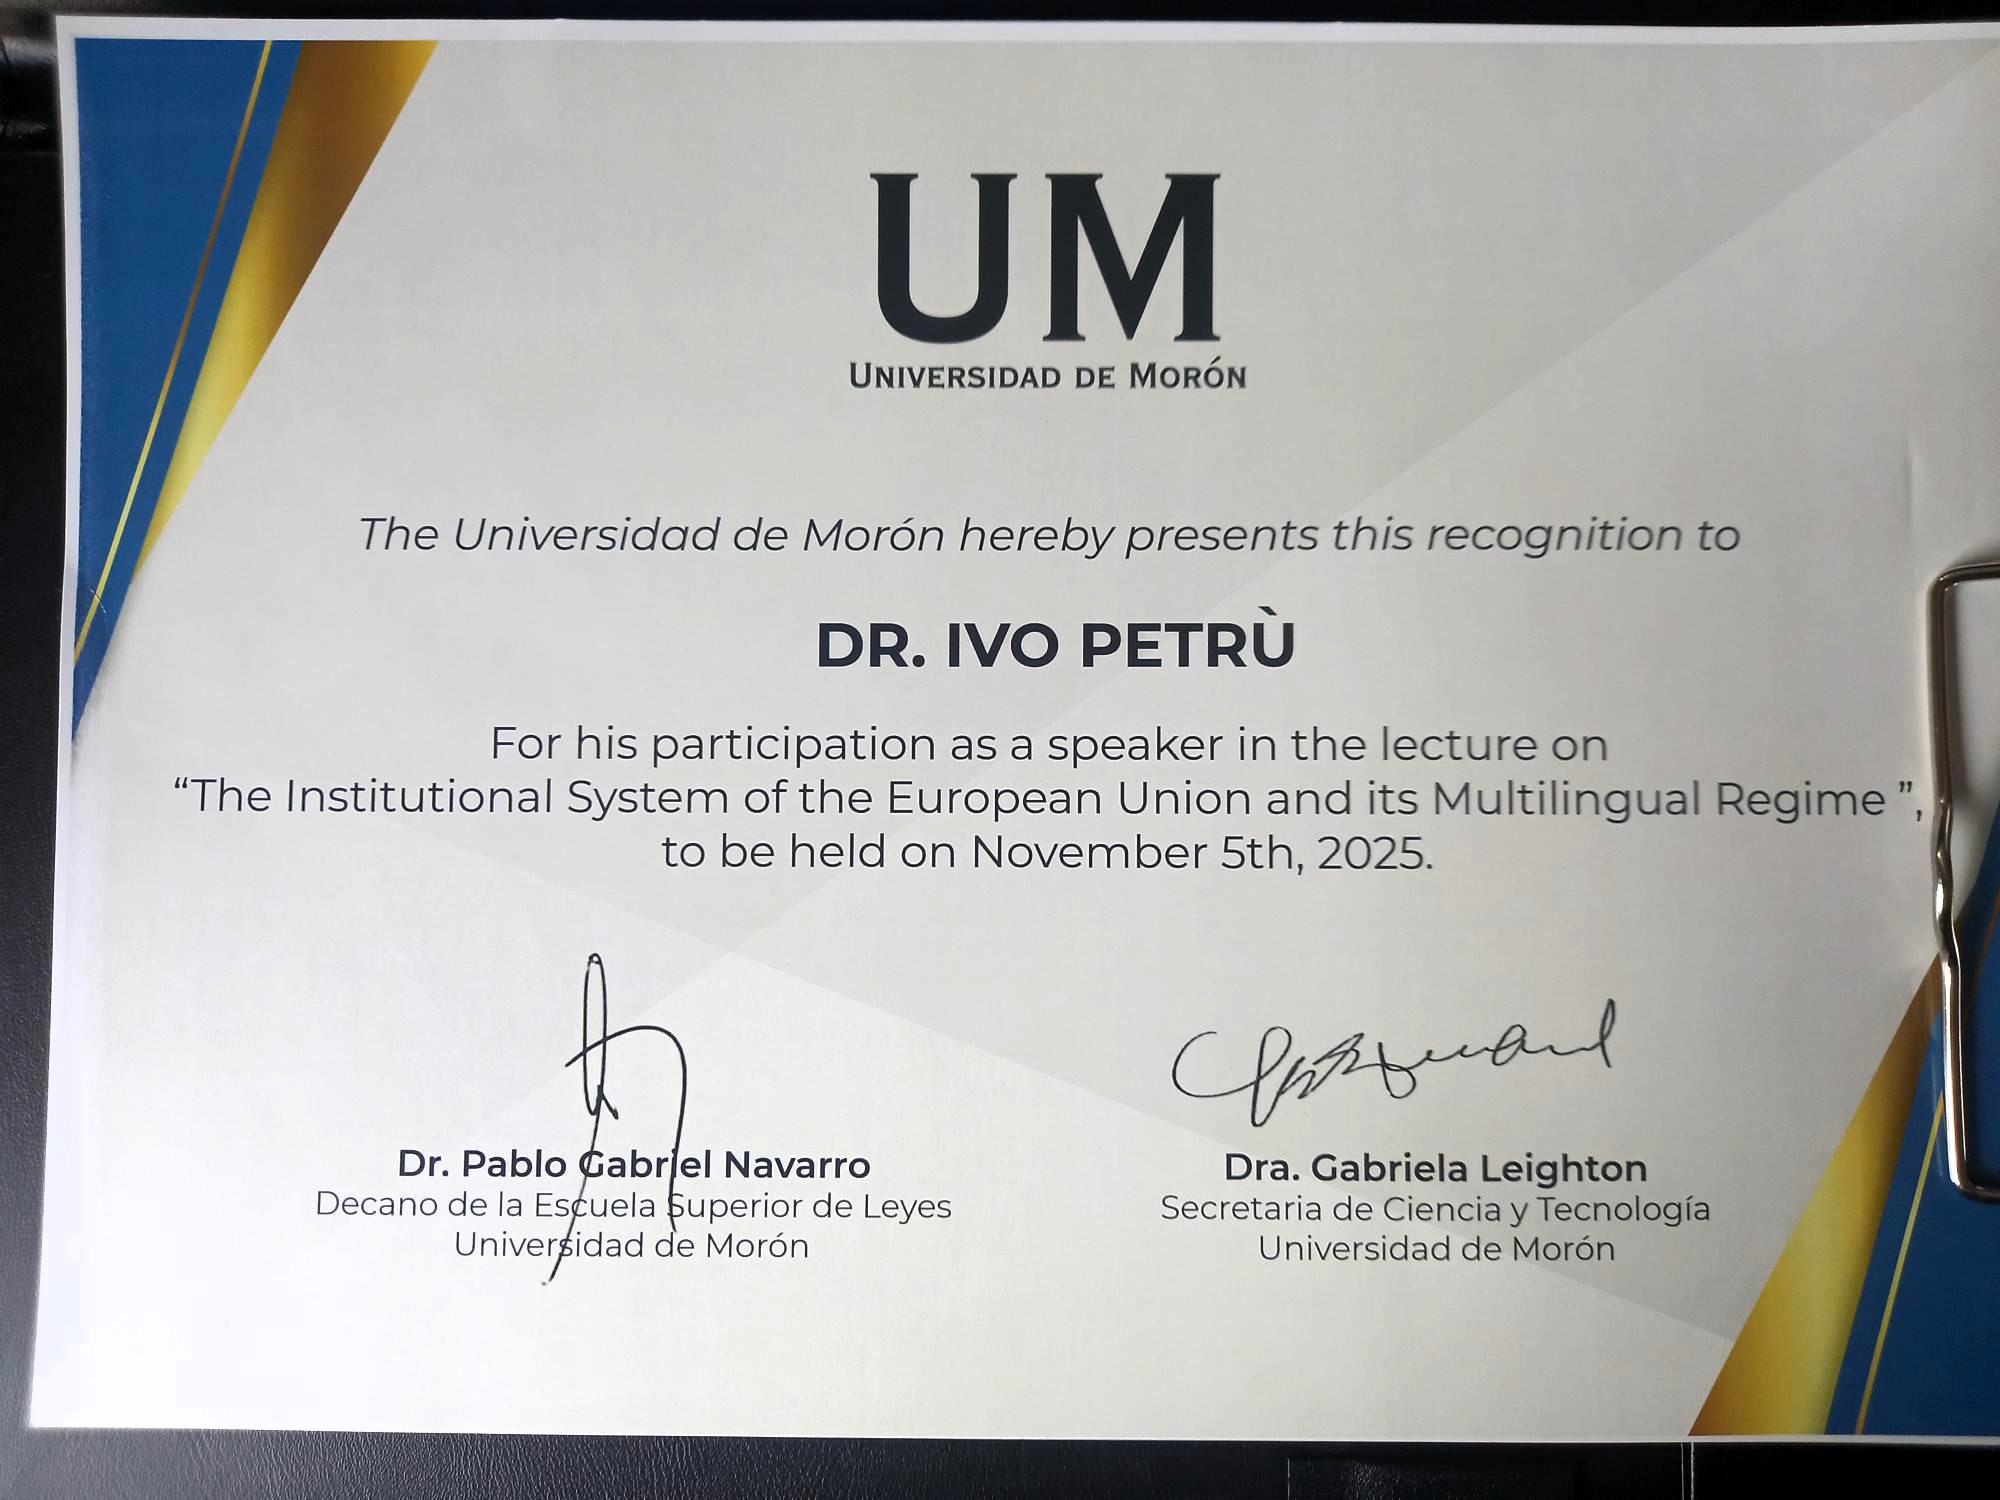 UM
Universidad de Morón
The Universidad de Morón hereby presents this recognition to
DR. IVO PETRÙ
For his participation as a speaker in the lecture on
“The Institutional System of the European Union and its Multilingual Regime ”,
to be held on November 5th, 2025.
Dr. Pablo Gabriel Navarro
Decano de la Escuela Superior de Leyes
Universidad de Morón
Dra. Gabriela Leighton
Secretaria de Ciencia y Tecnología
Universidad de Morón